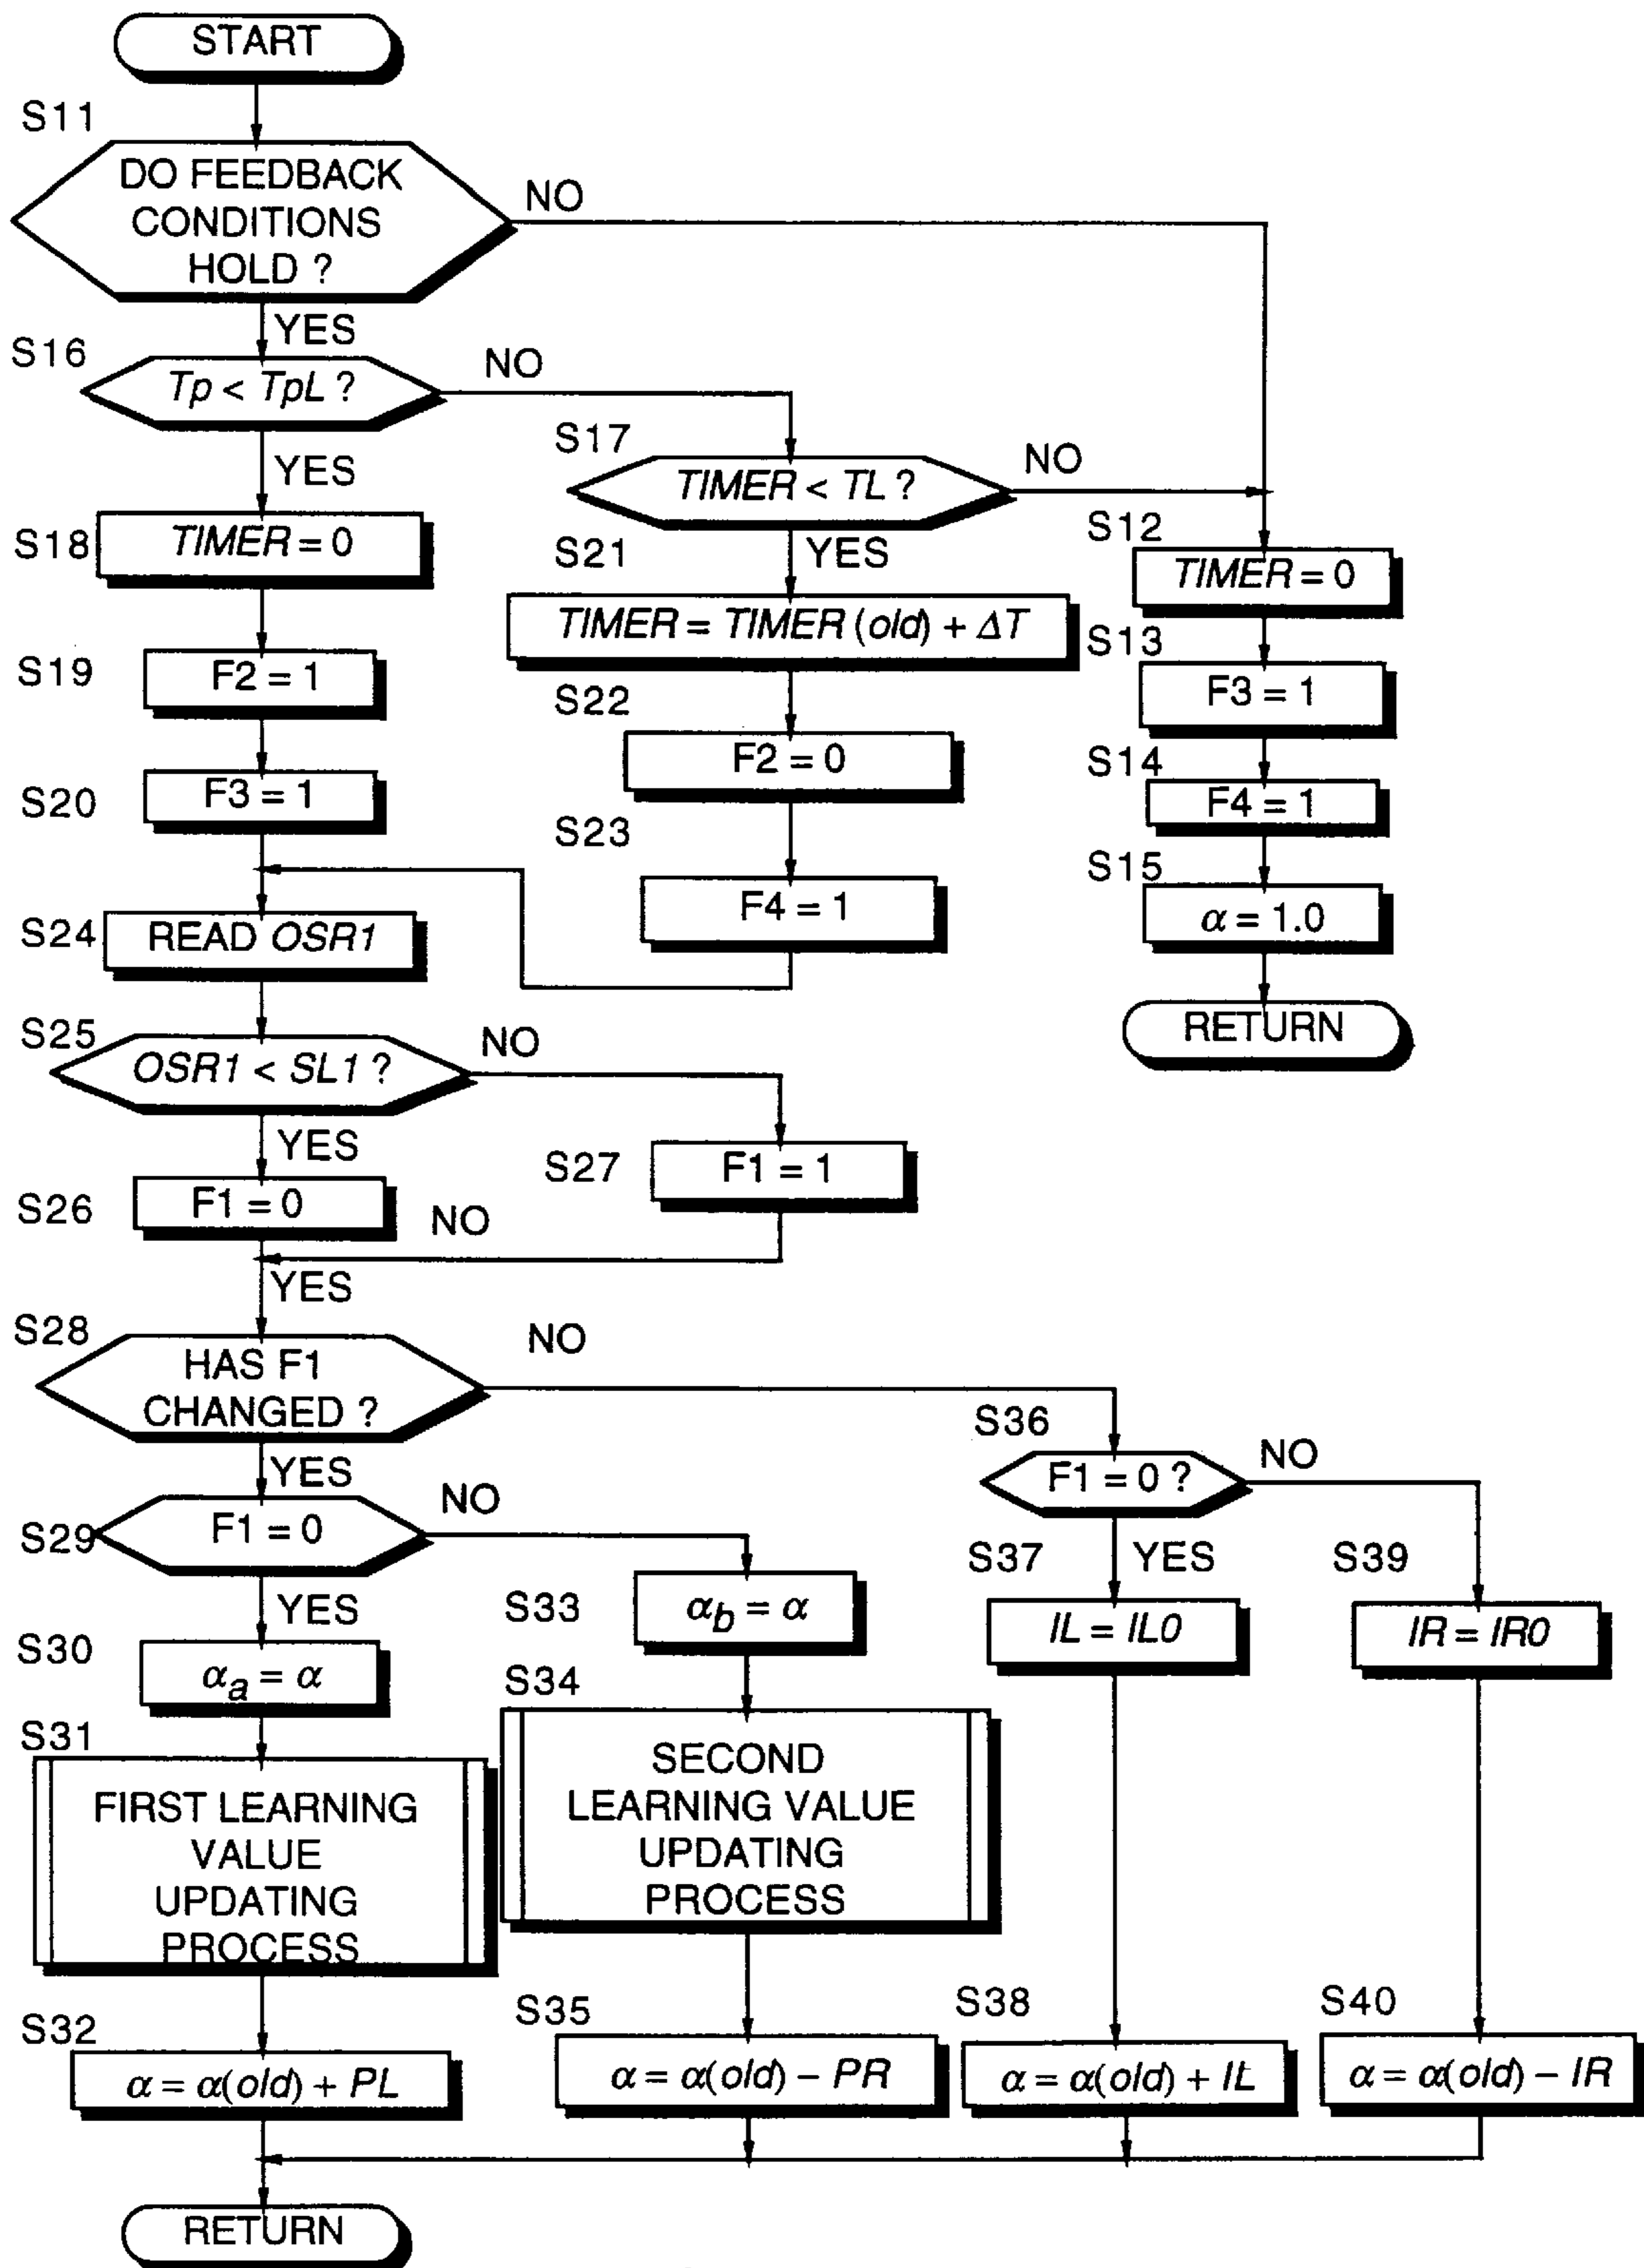 START
S11
DO FEEDBACK
CONDITIONS
HOLD ?
NO
YES
S16
Tp < TpL ?
NO
YES
S17
TIMER < TL ?
NO
YES
S18
TIMER = 0
S21
TIMER = TIMER (old) + ΔT
S12
TIMER = 0
S19
F2 = 1
S22
F2 = 0
S13
F3 = 1
S20
F3 = 1
S23
F4 = 1
S14
F4 = 1
S15
α = 1.0
RETURN
S24
READ OSR1
S25
OSR1 < SL1 ?
NO
YES
S26
F1 = 0
S27
F1 = 1
NO
YES
S28
HAS F1
CHANGED ?
NO
YES
S29
F1 = 0
NO
YES
S36
F1 = 0 ?
NO
YES
S30
αa = α
S33
αb = α
S37
IL = IL0
S39
IR = IR0
S31
FIRST LEARNING
VALUE
UPDATING
PROCESS
S34
SECOND
LEARNING VALUE
UPDATING
PROCESS
S32
α = α(old) + PL
S35
α = α(old) – PR
S38
α = α(old) + IL
S40
α = α(old) – IR
RETURN